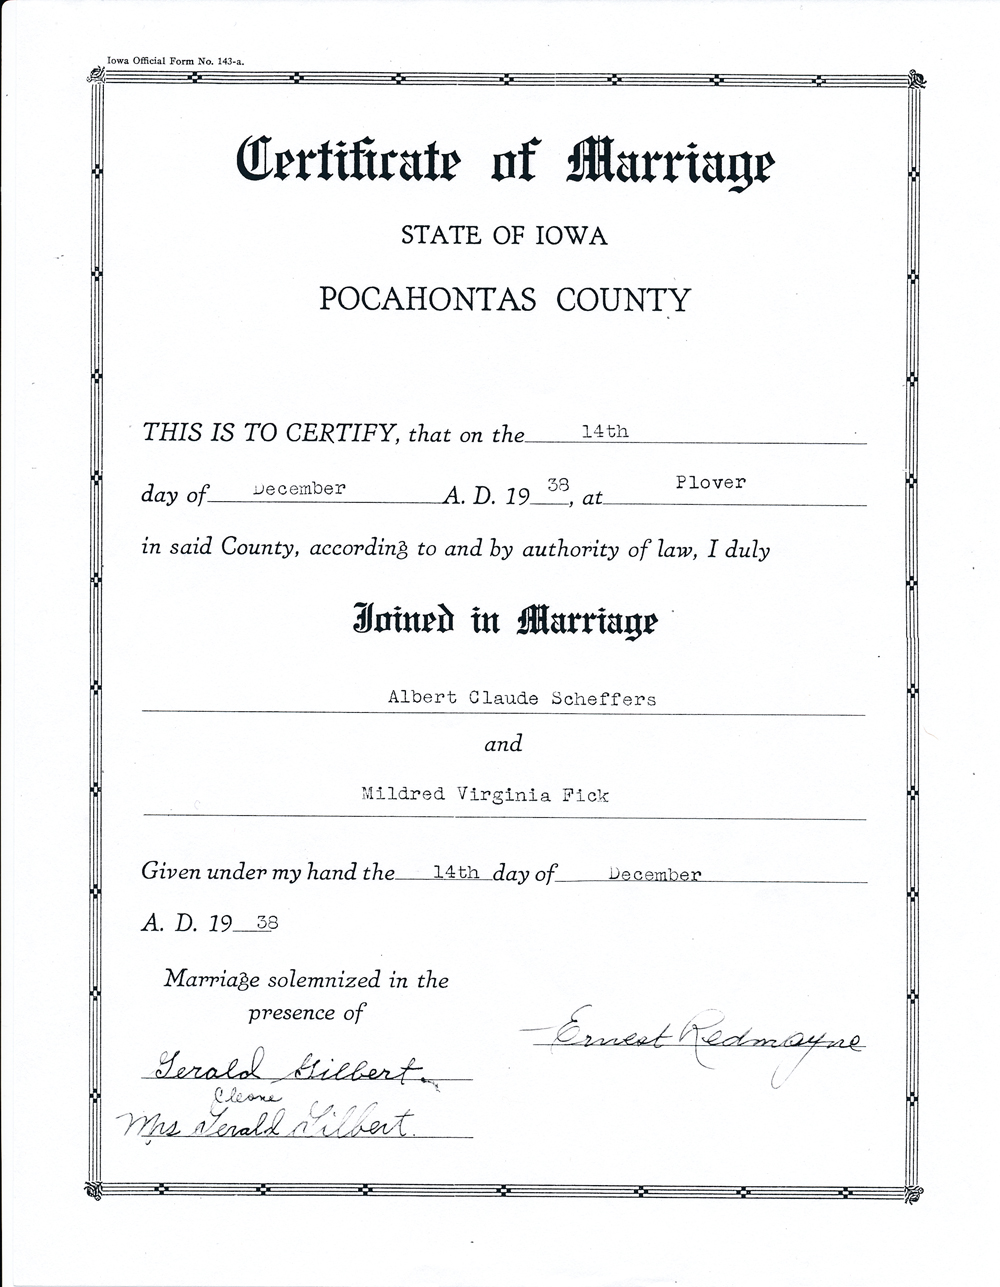 Iowa Official Form No. 143-a.
Certificate of Marriage
STATE OF IOWA
POCAHONTAS COUNTY
THIS IS TO CERTIFY, that on the 14th
day of December A. D. 19 38, at Plover
in said County, according to and by authority of law, I duly
Joined in Marriage
Albert Claude Scheffers
and
Mildred Virginia Fick
Given under my hand the 14th day of December
A. D. 19 38
Marriage solemnized in the
presence of
Ernest Redmayne
Gerald Gilbert
Cleone
Mrs Gerald Gilbert.